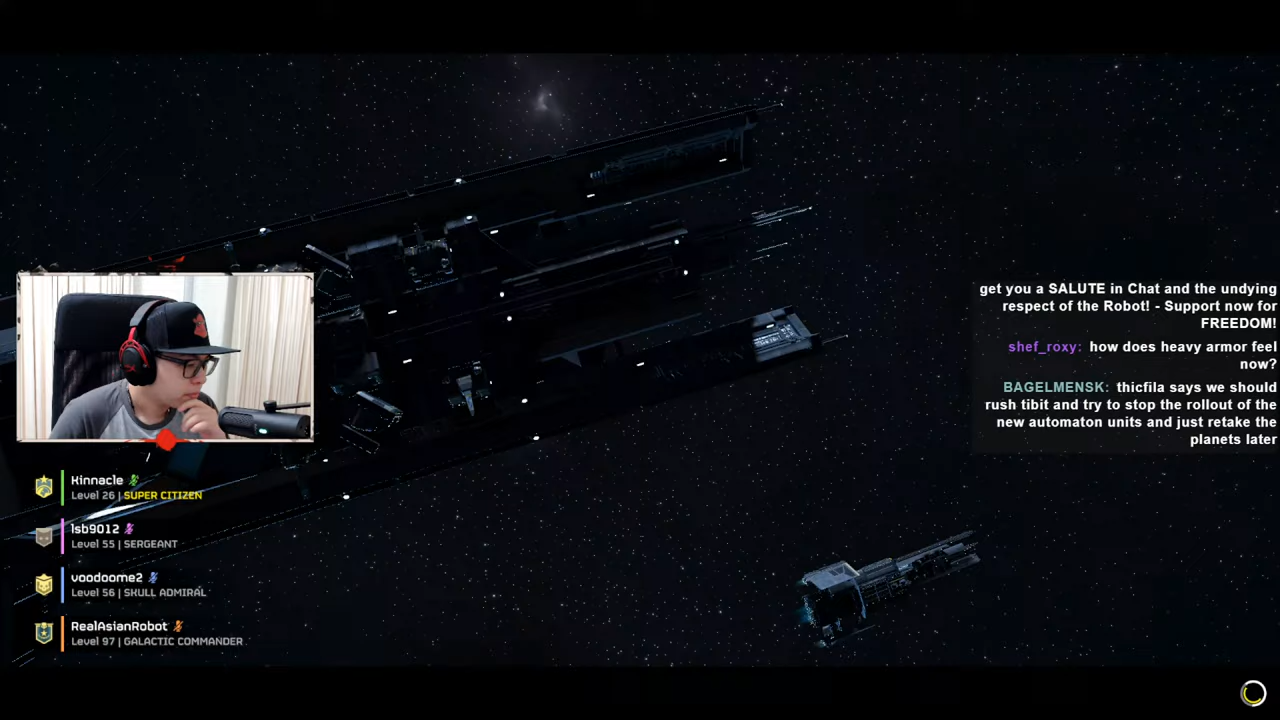 get you a SALUTE in Chat and the undying
respect of the Robot! - Support now for
FREEDOM!
shef_roxy: how does heavy armor feel
now?
BAGELMENSK: thicfila says we should
rush tibit and try to stop the rollout of the
new automaton units and just retake the
planets later
Kinnacle
Level 26 | SUPER CITIZEN
lsb9012
Level 55 | SERGEANT
voodoome2
Level 56 | SKULL ADMIRAL
RealAsianRobot
Level 97 | GALACTIC COMMANDER